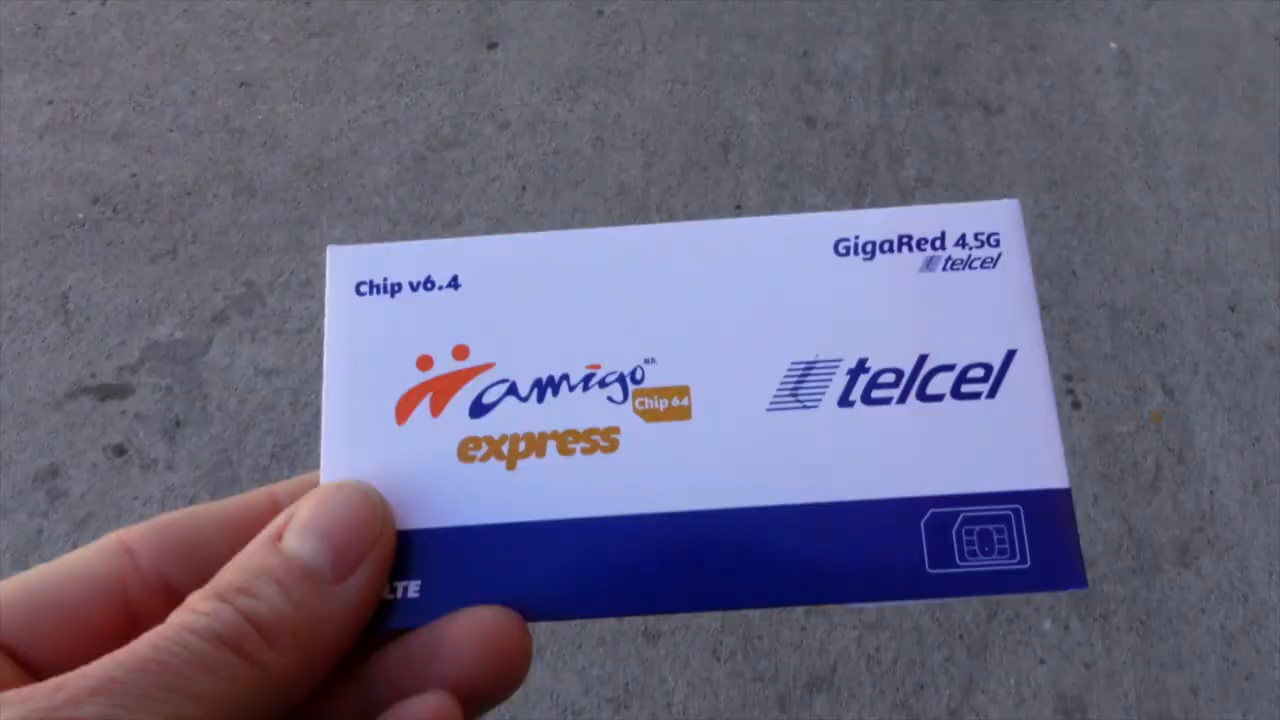 Chip v6.4
GigaRed 4.5G
telcel
amigo
Chip 64
express
telcel
LTE